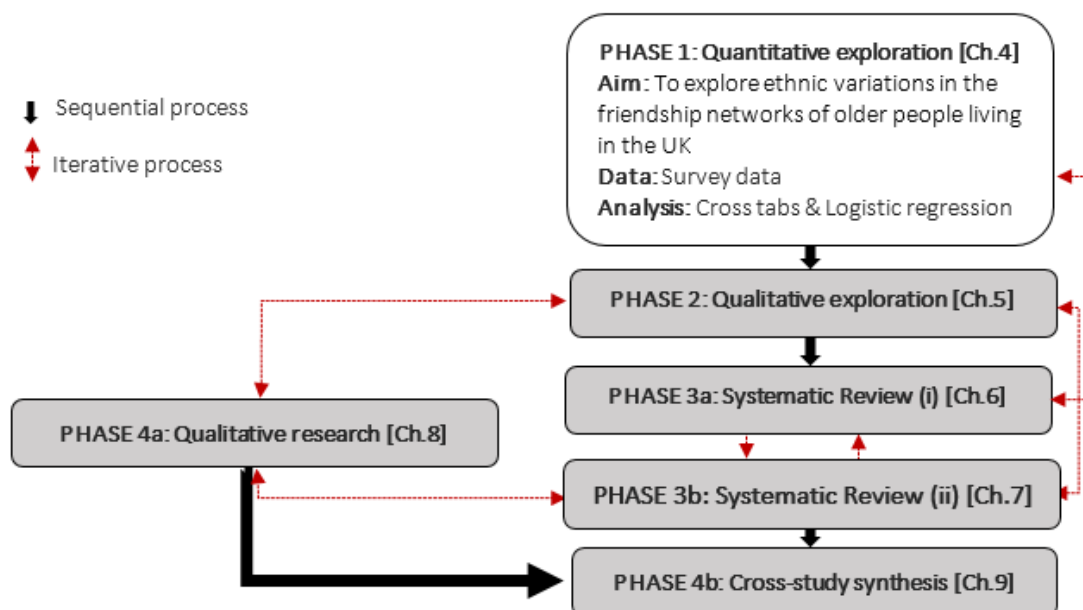 PHASE 1: Quantitative exploration [Ch.4]
Aim: To explore ethnic variations in the
friendship networks of older people living
in the UK
Data: Survey data
Analysis: Cross tabs & Logistic regression
Sequential process
Iterative process
PHASE 2: Qualitative exploration [Ch.5]
PHASE 3a: Systematic Review (i) [Ch.6]
PHASE 4a: Qualitative research [Ch.8]
PHASE 3b: Systematic Review (ii) [Ch.7]
PHASE 4b: Cross-study synthesis [Ch.9]